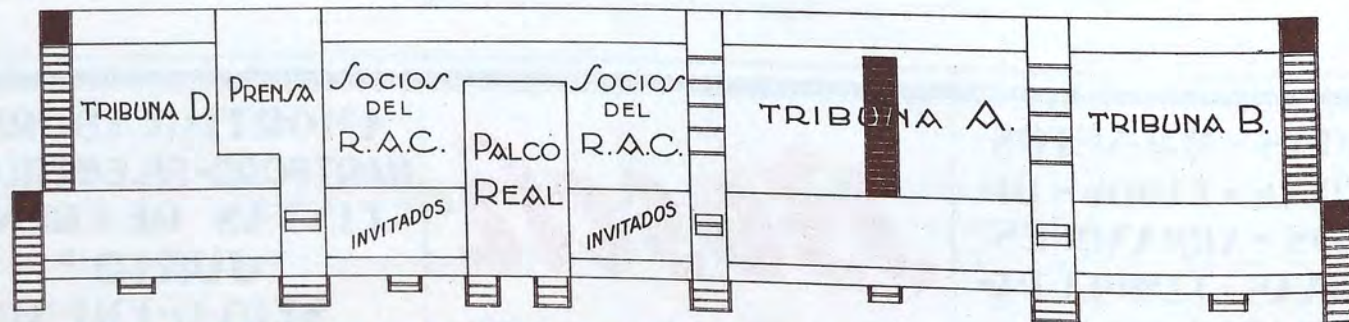 TRIBUNA D.
PRENSA
SOCIOS
DEL
R.A.C.
INVITADOS
PALCO
REAL
SOCIOS
DEL
R.A.C.
INVITADOS
TRIBUNA A.
TRIBUNA B.